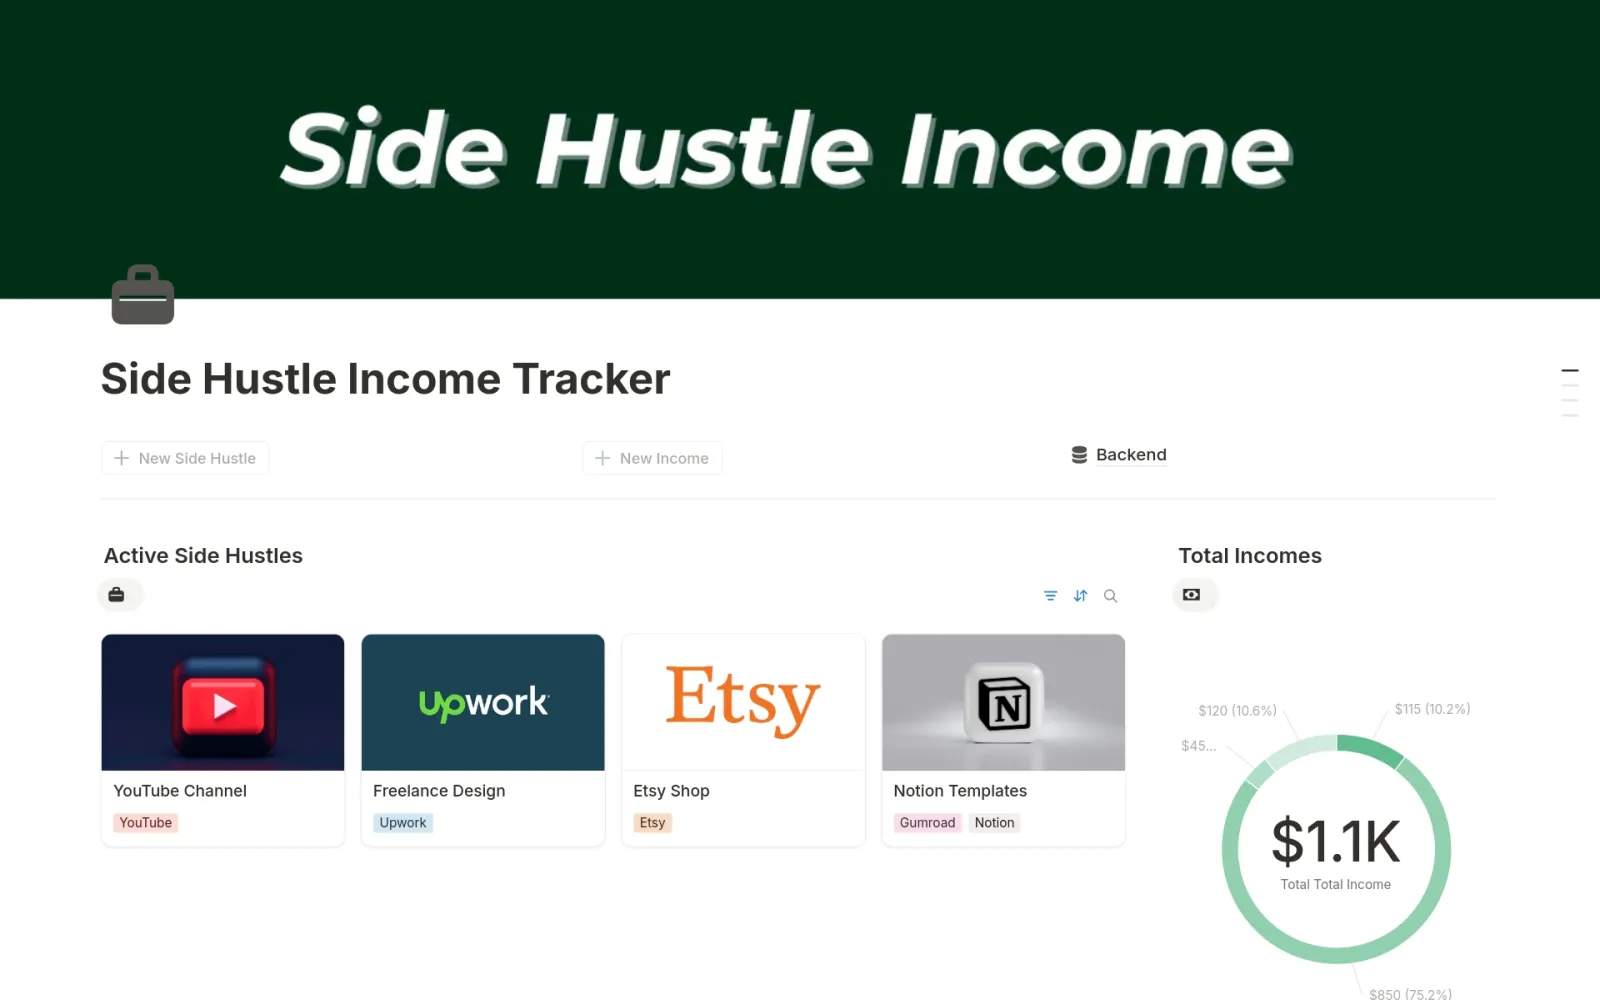 Side Hustle Income
Side Hustle Income Tracker
New Side Hustle
New Income
Backend
Active Side Hustles
upwork
Etsy
N
YouTube Channel
YouTube
Freelance Design
Upwork
Etsy Shop
Etsy
Notion Templates
Gumroad Notion
Total Incomes
$120 (10.6%)
$115 (10.2%)
$45...
$1.1K
Total Total Income
$850 (75.2%)